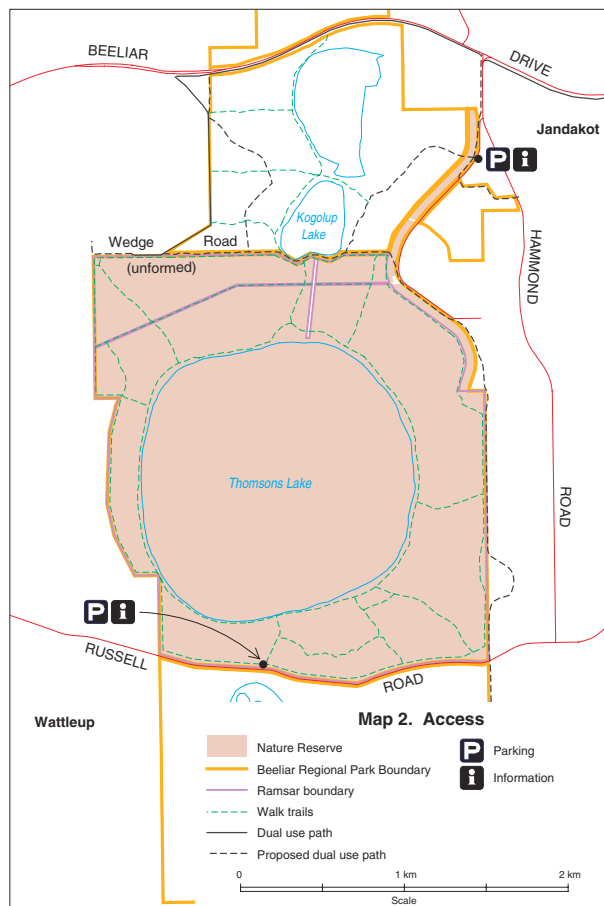 BEELIAR
DRIVE
Jandakot
P i
HAMMOND
Kogolup
Lake
Wedge Road
(unformed)
Thomsons Lake
ROAD
P i
RUSSELL
ROAD
Wattleup
Map 2. Access
Nature Reserve
Beeliar Regional Park Boundary
Ramsar boundary
Walk trails
Dual use path
Proposed dual use path
P Parking
i Information
0 1 km 2 km
Scale